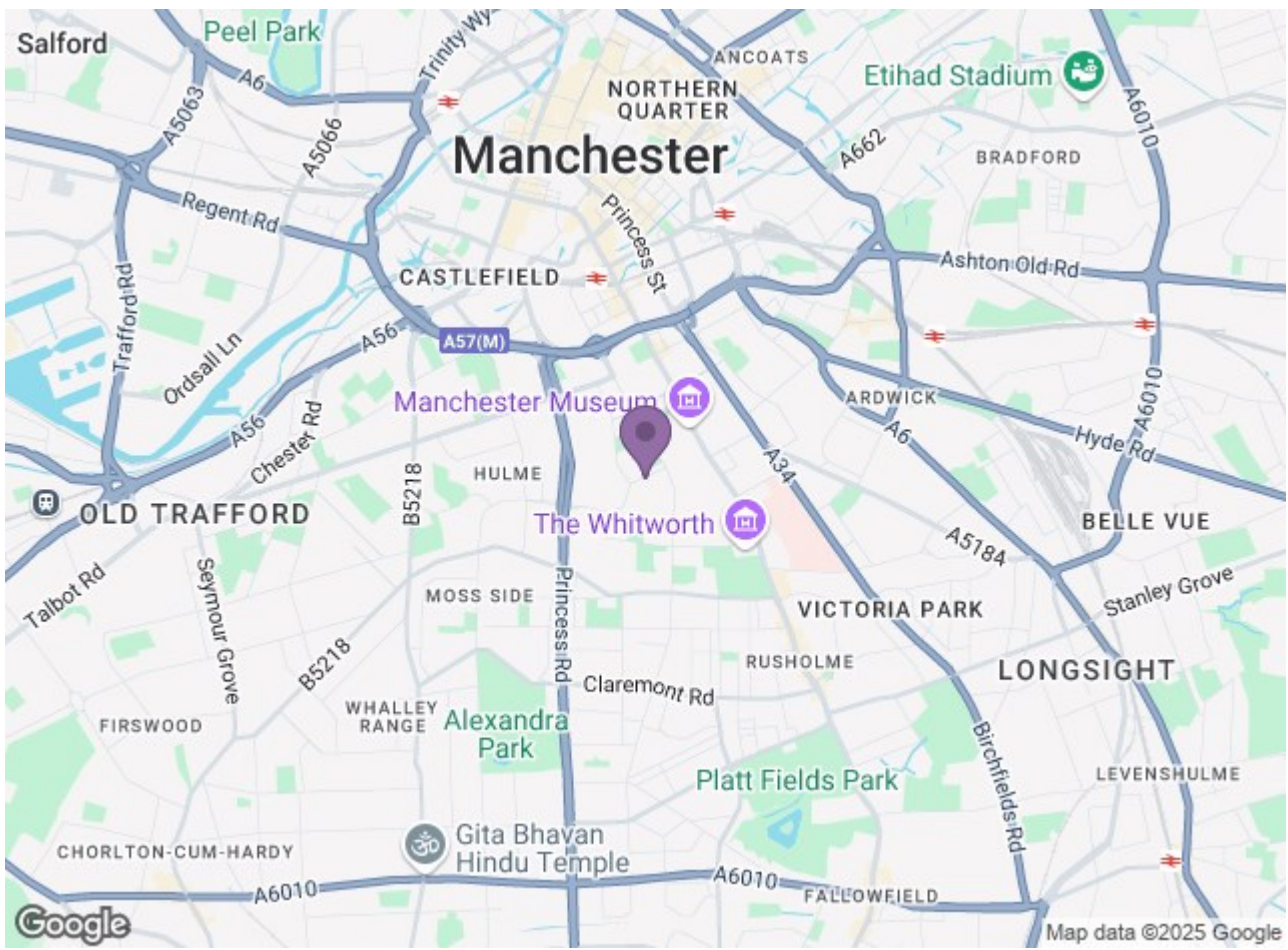 Salford
Peel Park
Trinity Wy
ANCOATS
Etihad Stadium
A6
A5063
A5066
NORTHERN
QUARTER
A6010
Manchester
A662
BRADFORD
Regent Rd
Princess St
CASTLEFIELD
Ashton Old Rd
Trafford Rd
Ordsall Ln
A56
A57(M)
A6010
Manchester Museum
ARDWICK
A56
Chester Rd
A6
Hyde Rd
HULME
A34
B5218
OLD TRAFFORD
The Whitworth
BELLE VUE
A5184
Talbot Rd
Seymour Grove
MOSS SIDE
Princess Rd
VICTORIA PARK
Stanley Grove
B5218
RUSHOLME
LONGSIGHT
Claremont Rd
FIRSWOOD
WHALLEY
RANGE
Alexandra
Park
Birchfields Rd
Platt Fields Park
LEVENSHULME
Gita Bhavan
Hindu Temple
CHORLTON-CUM-HARDY
A6010
A6010
FALLOWFIELD
Google
Map data ©2025 Google